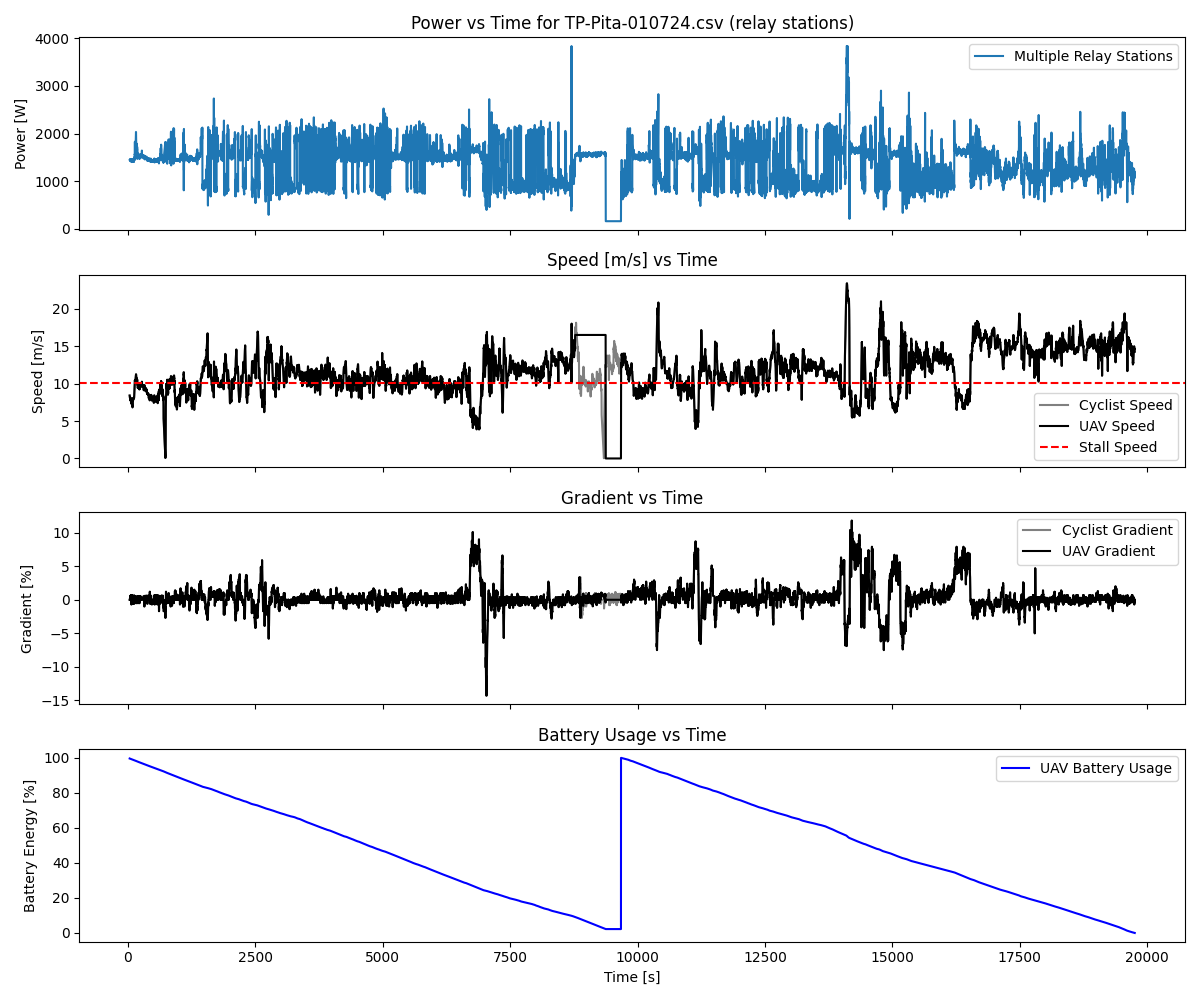 Power vs Time for TP-Pita-010724.csv (relay stations)
4000
3000
2000
1000
0
Power [W]
Multiple Relay Stations
Speed [m/s] vs Time
20
15
10
5
0
Speed [m/s]
Cyclist Speed
UAV Speed
Stall Speed
Gradient vs Time
10
5
0
−5
−10
−15
Gradient [%]
Cyclist Gradient
UAV Gradient
Battery Usage vs Time
100
80
60
40
20
0
Battery Energy [%]
UAV Battery Usage
0 2500 5000 7500 10000 12500 15000 17500 20000
Time [s]